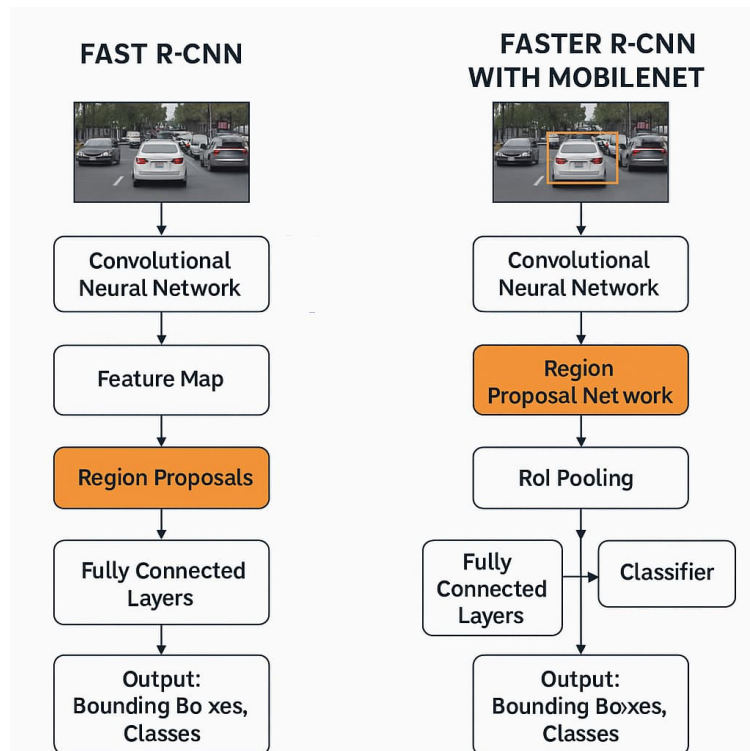 FAST R-CNN
Convolutional
Neural Network
Feature Map
Region Proposals
Fully Connected
Layers
Output:
Bounding Bo xes,
Classes
FASTER R-CNN
WITH MOBILENET
Convolutional
Neural Network
Region
Proposal Net work
RoI Pooling
Fully
Connected
Layers
Classifier
Output:
Bounding Bo»xes,
Classes